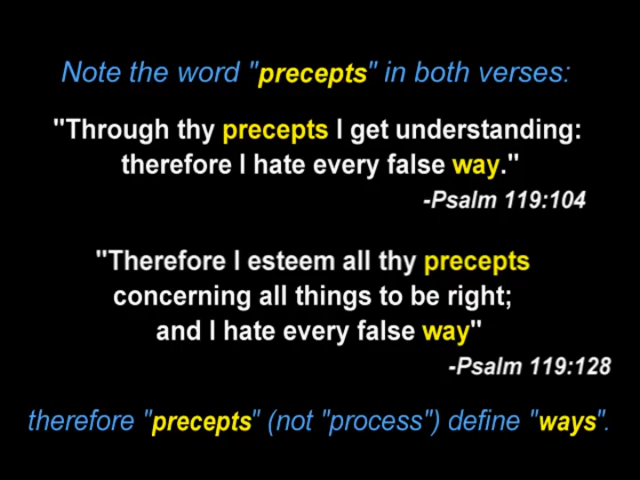 Note the word "precepts" in both verses:
"Through thy precepts I get understanding:
therefore I hate every false way."
-Psalm 119:104
"Therefore I esteem all thy precepts
concerning all things to be right;
and I hate every false way"
-Psalm 119:128
therefore "precepts" (not "process") define "ways".